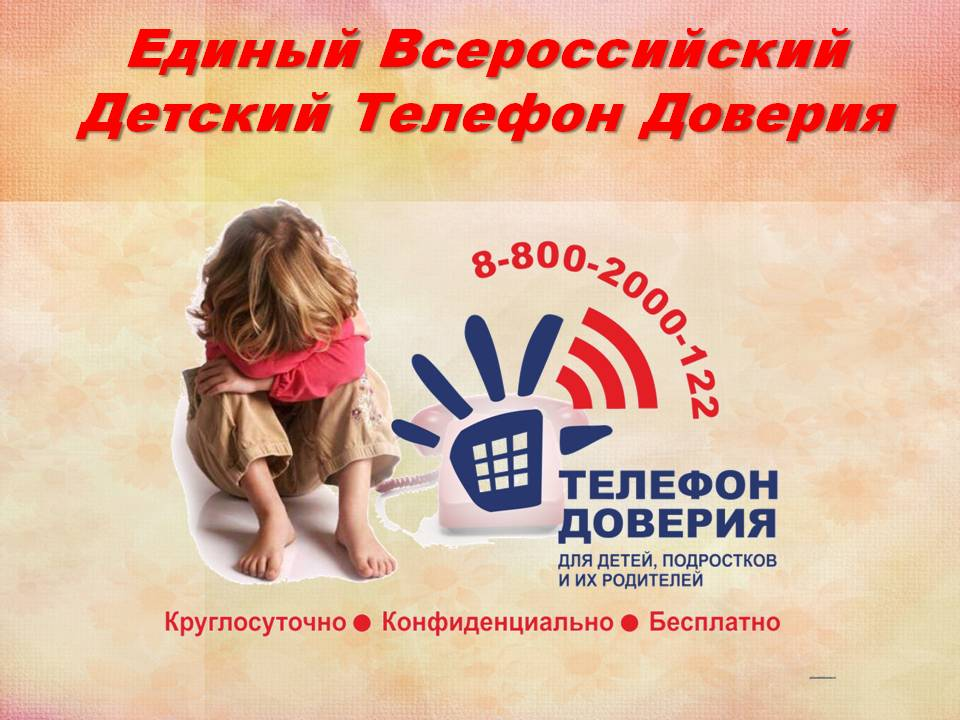 Единый Всероссийский
Детский Телефон Доверия
8-800-2000-122
ТЕЛЕФОН
ДОВЕРИЯ
ДЛЯ ДЕТЕЙ, ПОДРОСТКОВ
И ИХ РОДИТЕЛЕЙ
Круглосуточно ● Конфиденциально ● Бесплатно